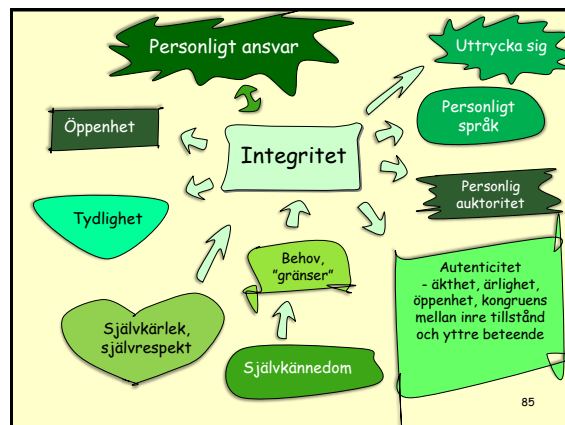 Personligt ansvar
Uttrycka sig
Öppenhet
Personligt
språk
Integritet
Personlig
auktoritet
Tydlighet
Behov,
"gränser"
Autenticitet
- äkthet, ärlighet,
öppenhet, kongruens
mellan inre tillstånd
och yttre beteende
Självkärlek,
självrespekt
Självkännedom
85